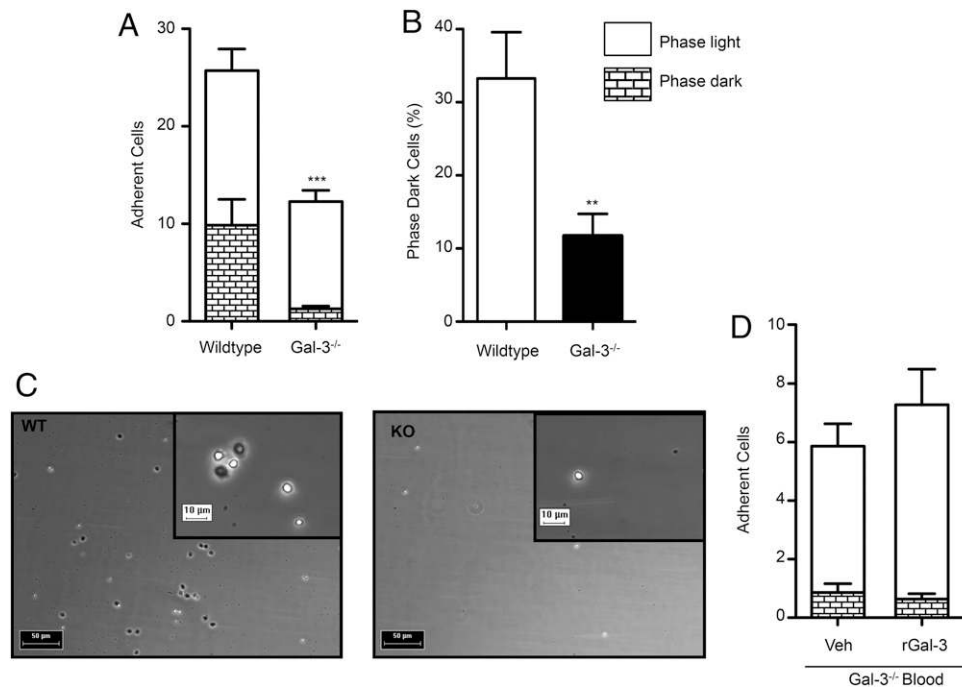 A
Adherent Cells
30
20
10
0
***
Wildtype
Gal-3-/-
B
Phase Dark Cells (%)
40
30
20
10
0
**
Wildtype
Gal-3-/-
Phase light
Phase dark
C
WT
10 µm
50 µm
KO
10 µm
50 µm
D
Adherent Cells
10
8
6
4
2
0
Veh
rGal-3
Gal-3-/- Blood